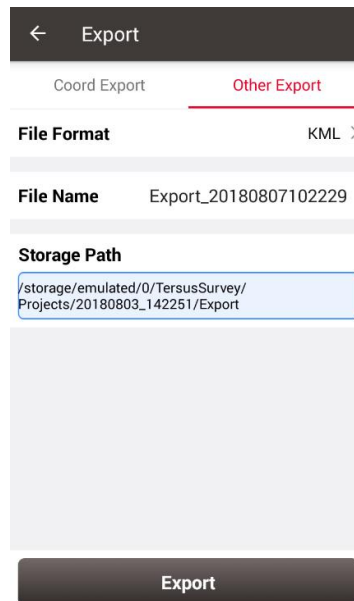 Export
Coord Export Other Export
File Format KML
File Name Export_20180807102229
Storage Path
/storage/emulated/0/TersusSurvey/
Projects/20180803_142251/Export
Export